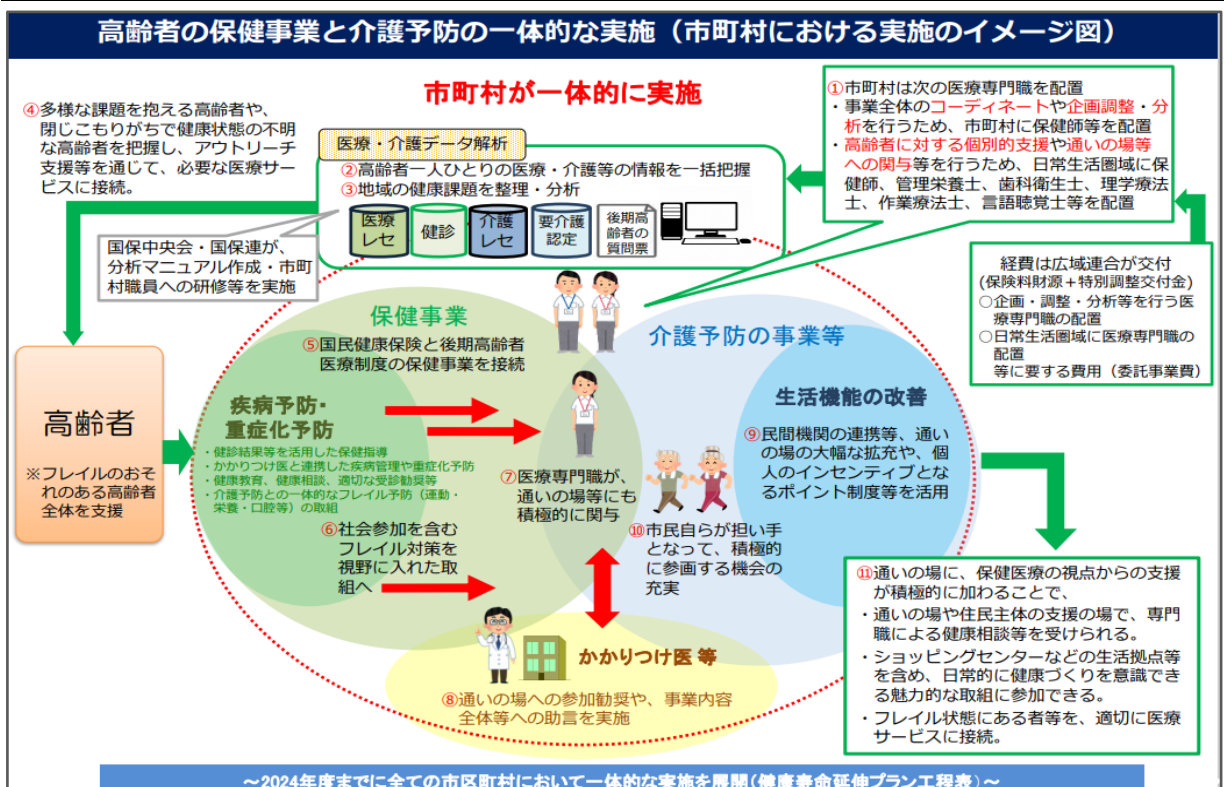 高齢者の保健事業と介護予防の一体的な実施（市町村における実施のイメージ図）
市町村が一体的に実施
④多様な課題を抱える高齢者や、
閉じこもりがちで健康状態の不明
な高齢者を把握し、アウトリーチ
支援等を通じて、必要な医療サー
ビスに接続。
医療・介護データ解析
②高齢者一人ひとりの医療・介護等の情報を一括把握
③地域の健康課題を整理・分析
医療
レセ
健診
介護
レセ
要介護
認定
後期高
齢者の
質問票
①市町村は次の医療専門職を配置
・事業全体のコーディネートや企画調整・分
析を行うため、市町村に保健師等を配置
・高齢者に対する個別的支援や通いの場等
への関与等を行うため、日常生活圏域に保
健師、管理栄養士、歯科衛生士、理学療法
士、作業療法士、言語聴覚士等を配置
国保中央会・国保連が、
分析マニュアル作成・市町
村職員への研修等を実施
経費は広域連合が交付
(保険料財源＋特別調整交付金)
○企画・調整・分析等を行う医
療専門職の配置
○日常生活圏域に医療専門職の
配置
等に要する費用（委託事業費）
保健事業
⑤国民健康保険と後期高齢者
医療制度の保健事業を接続
介護予防の事業等
高齢者
※フレイルのおそ
れのある高齢者
全体を支援
疾病予防・
重症化予防
・健診結果等を活用した保健指導
・かかりつけ医と連携した疾病管理や重症化予防
・健康教育、健康相談、適切な受診勧奨等
・介護予防との一体的なフレイル予防（運動・
栄養・口腔等）の取組
⑥社会参加を含む
フレイル対策を
視野に入れた取
組へ
⑦医療専門職が、
通いの場等にも
積極的に関与
生活機能の改善
⑨民間機関の連携等、通い
の場の大幅な拡充や、個
人のインセンティブとな
るポイント制度等を活用
⑩市民自らが担い手
となって、積極的
に参画する機会の
充実
かかりつけ医 等
⑧通いの場への参加勧奨や、事業内容
全体等への助言を実施
⑪通いの場に、保健医療の視点からの支援
が積極的に加わることで、
・通いの場や住民主体の支援の場で、専門
職による健康相談等を受けられる。
・ショッピングセンターなどの生活拠点等
を含め、日常的に健康づくりを意識でき
る魅力的な取組に参加できる。
・フレイル状態にある者等を、適切に医療
サービスに接続。
～2024年度までに全ての市区町村において一体的な実施を展開（健康寿命延伸プラン工程表）～